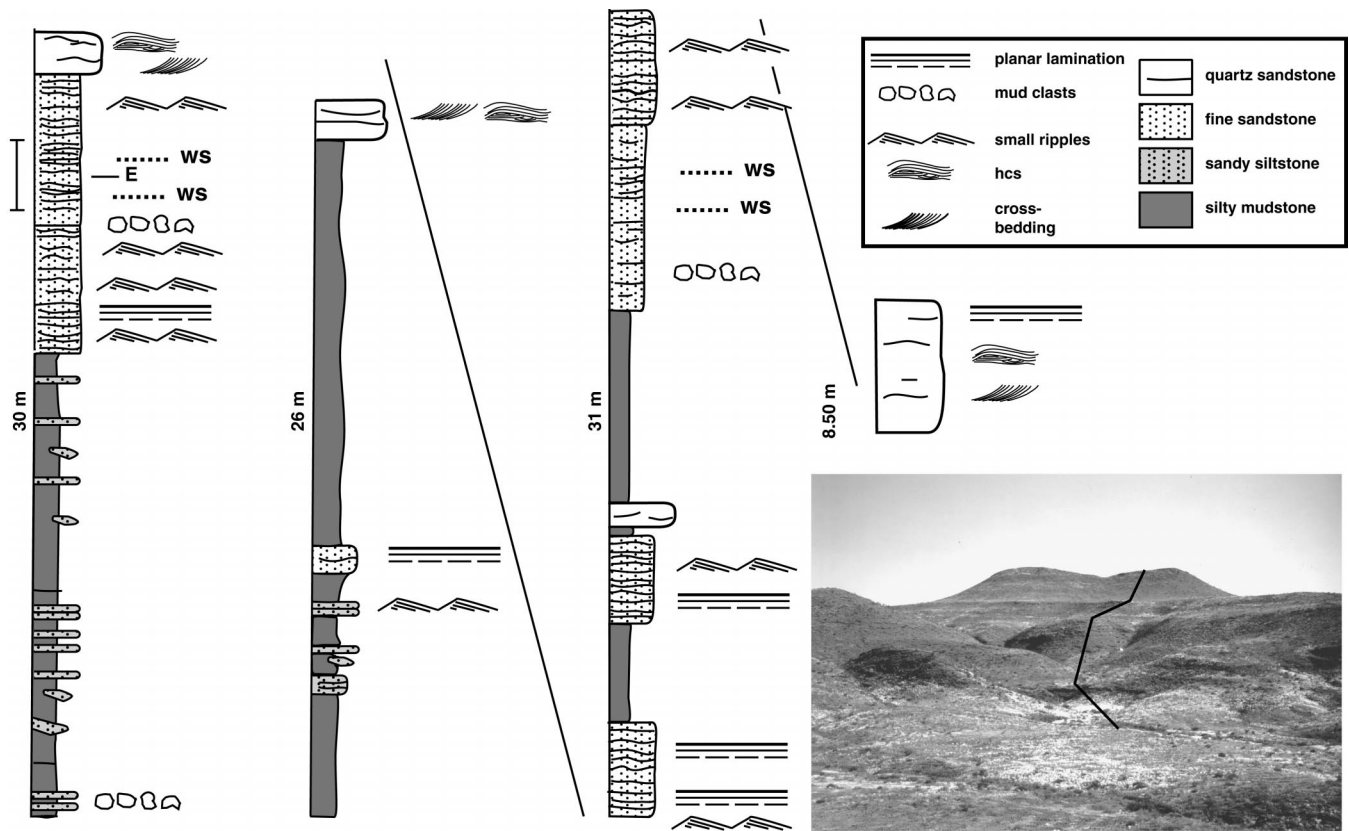 WS
E
WS
30 m
26 m
WS
WS
31 m
8.50 m
planar lamination
mud clasts
small ripples
hcs
cross-
bedding
quartz sandstone
fine sandstone
sandy siltstone
silty mudstone